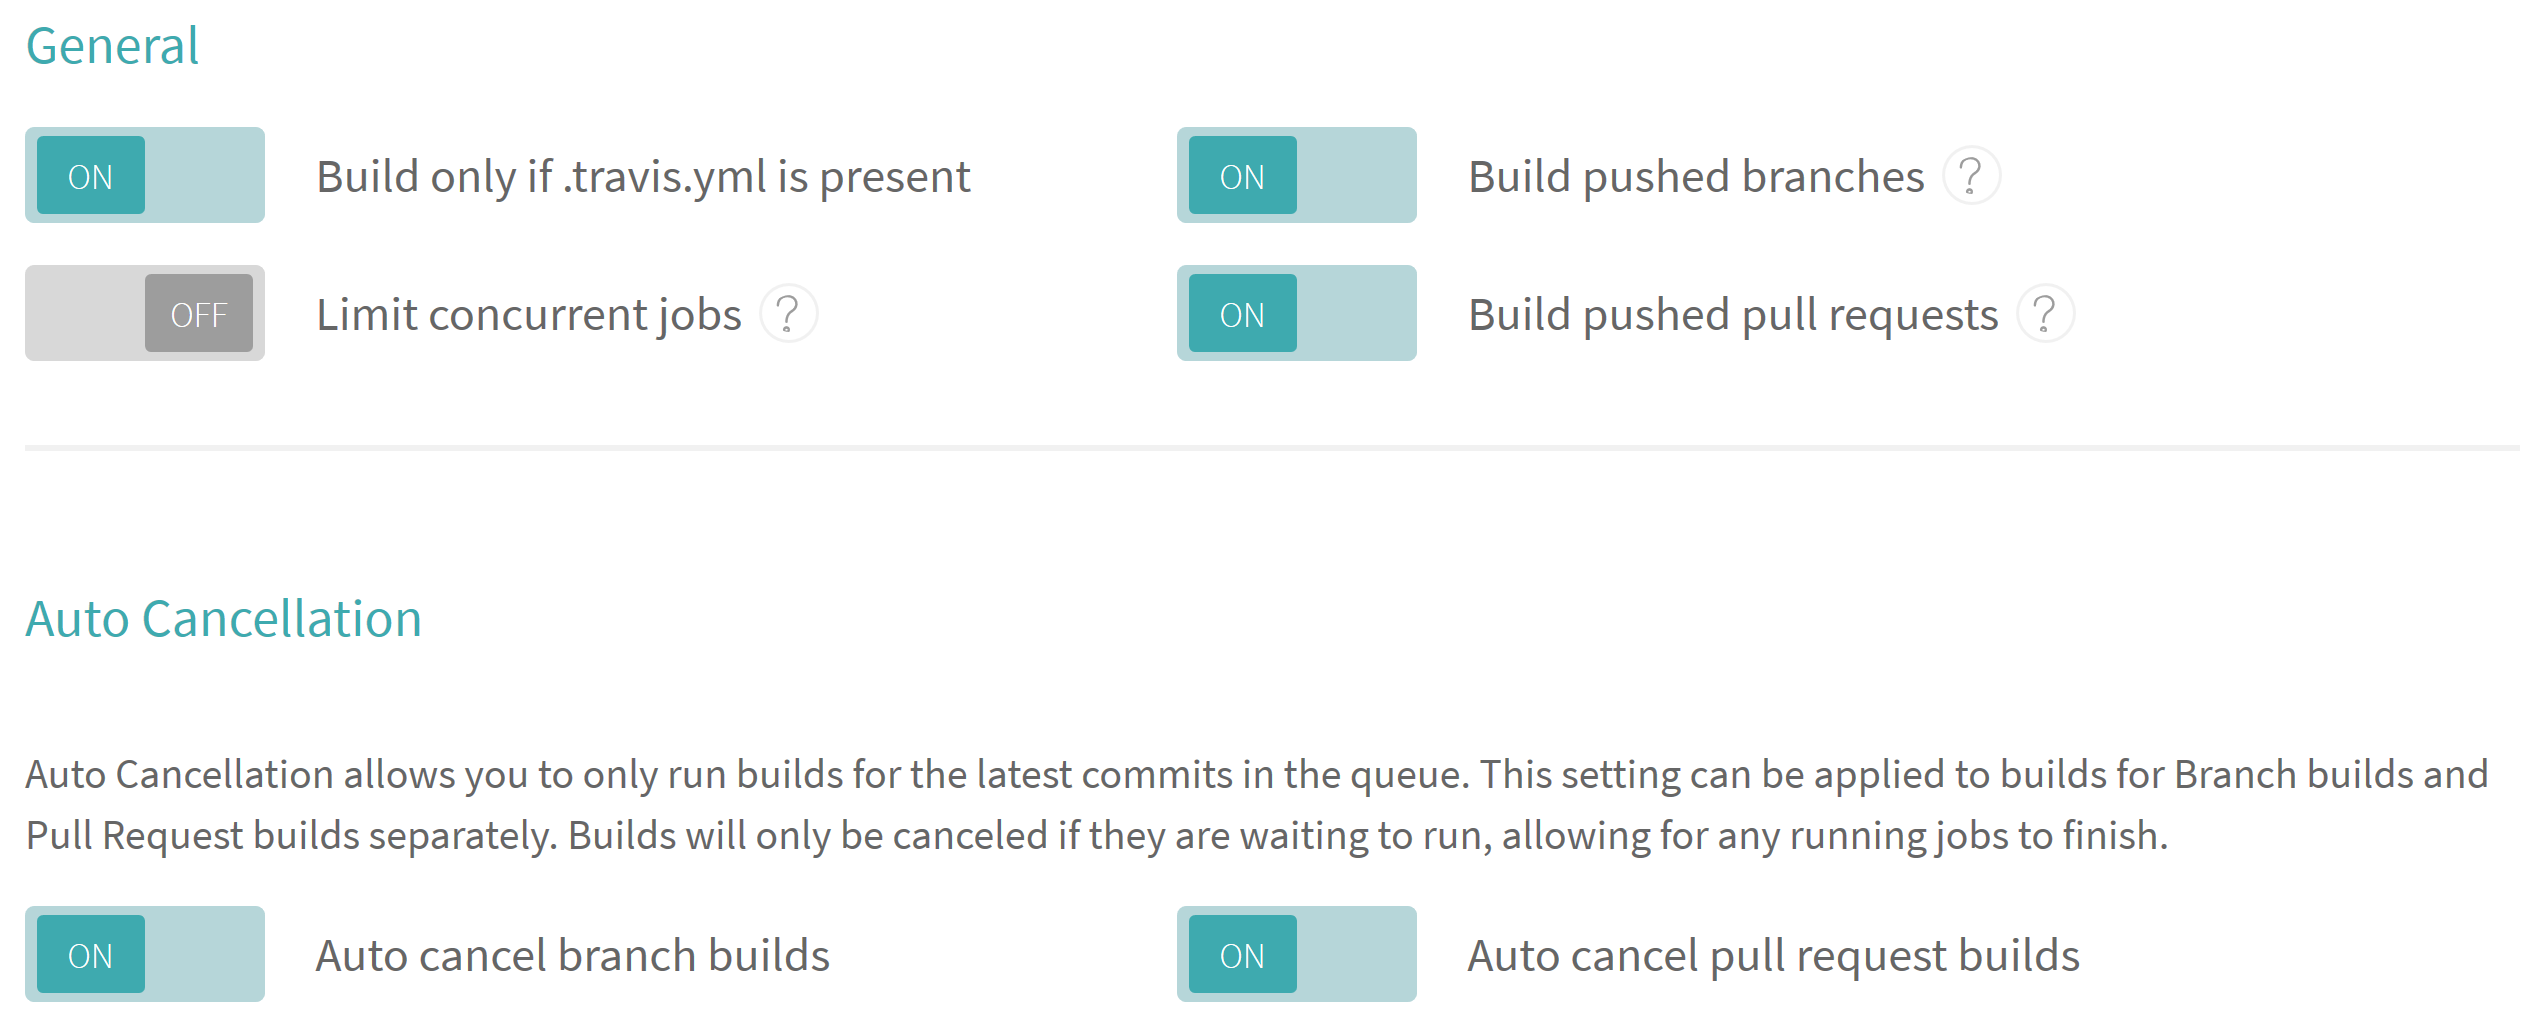 General
ON Build only if .travis.yml is present ON Build pushed branches ?
OFF Limit concurrent jobs ? ON Build pushed pull requests ?
Auto Cancellation
Auto Cancellation allows you to only run builds for the latest commits in the queue. This setting can be applied to builds for Branch builds and
Pull Request builds separately. Builds will only be canceled if they are waiting to run, allowing for any running jobs to finish.
ON Auto cancel branch builds ON Auto cancel pull request builds